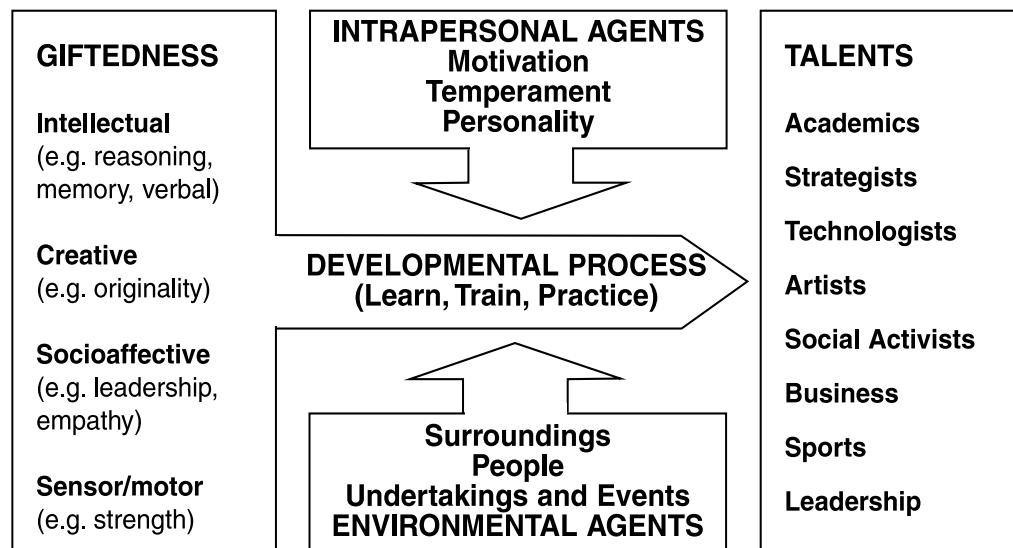 GIFTEDNESS
Intellectual
(e.g. reasoning,
memory, verbal)
Creative
(e.g. originality)
Socioaffective
(e.g. leadership,
empathy)
Sensor/motor
(e.g. strength)
INTRAPERSONAL AGENTS
Motivation
Temperament
Personality
DEVELOPMENTAL PROCESS
(Learn, Train, Practice)
Surroundings
People
Undertakings and Events
ENVIRONMENTAL AGENTS
TALENTS
Academics
Strategists
Technologists
Artists
Social Activists
Business
Sports
Leadership